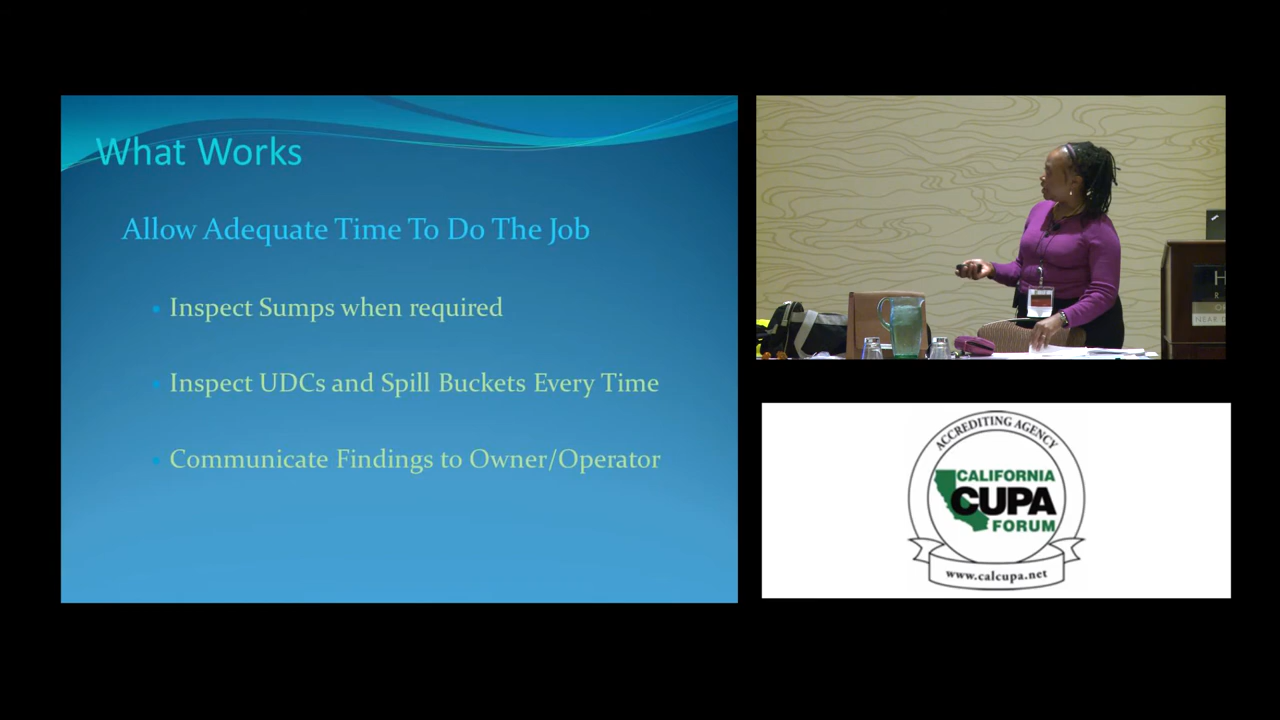 What Works
Allow Adequate Time To Do The Job
Inspect Sumps when required
Inspect UDCs and Spill Buckets Every Time
Communicate Findings to Owner/Operator
H
NEAR
ACCREDITING AGENCY
CALIFORNIA
CUPA
FORUM
www.calcupa.net